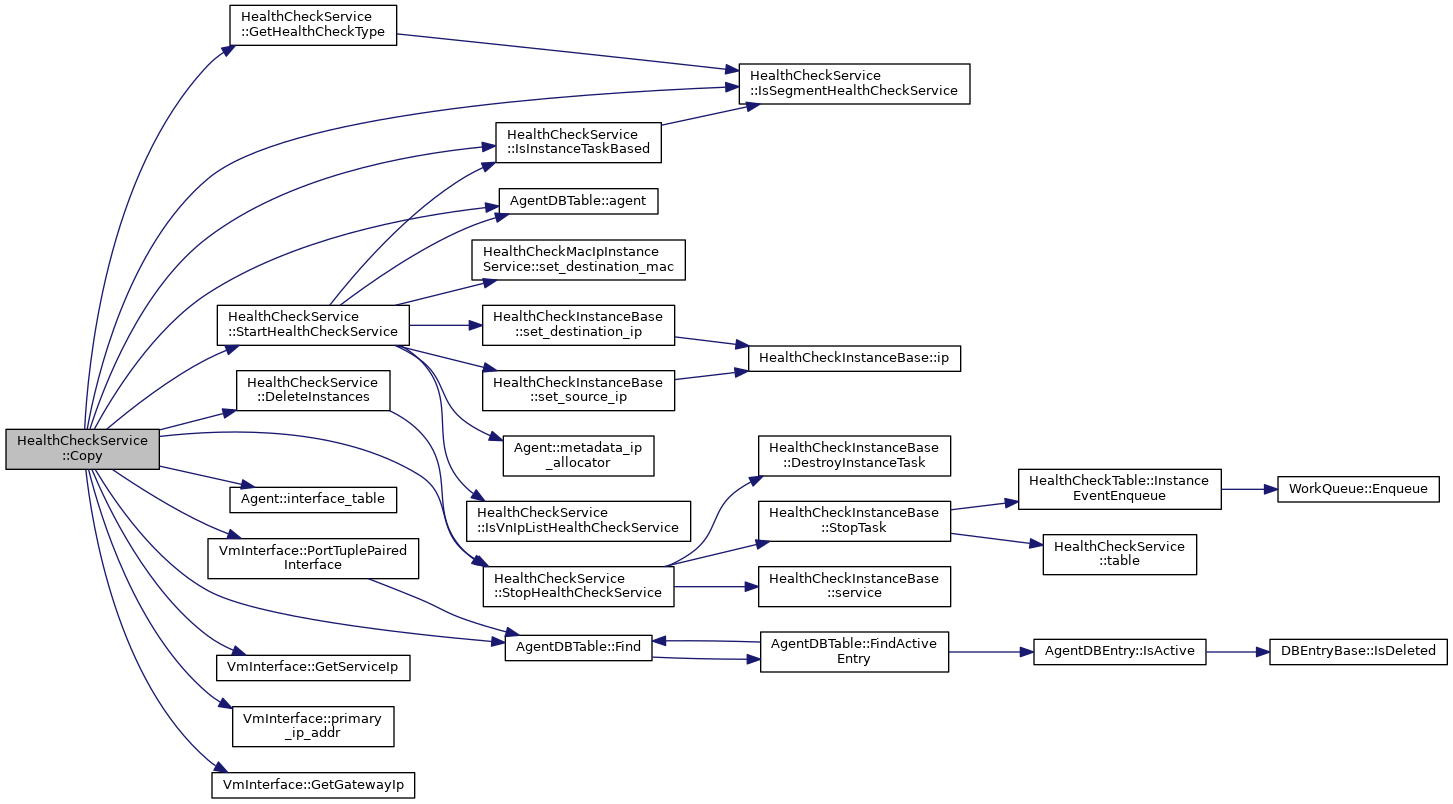 HealthCheckService
::GetHealthCheckType
HealthCheckService
::IsSegmentHealthCheckService
HealthCheckService
::IsInstanceTaskBased
AgentDBTable::agent
HealthCheckMacIpInstance
Service::set_destination_mac
HealthCheckService
::StartHealthCheckService
HealthCheckInstanceBase
::set_destination_ip
HealthCheckInstanceBase::ip
HealthCheckService
::DeleteInstances
HealthCheckInstanceBase
::set_source_ip
HealthCheckService
::Copy
Agent::metadata_ip
_allocator
HealthCheckInstanceBase
::DestroyInstanceTask
Agent::interface_table
HealthCheckService
::IsVnIpListHealthCheckService
HealthCheckInstanceBase
::StopTask
HealthCheckTable::Instance
EventEnqueue
WorkQueue::Enqueue
VmInterface::PortTuplePaired
Interface
HealthCheckService
::table
HealthCheckService
::StopHealthCheckService
HealthCheckInstanceBase
::service
AgentDBTable::Find
AgentDBTable::FindActive
Entry
AgentDBEntry::IsActive
DBEntryBase::IsDeleted
VmInterface::GetServiceIp
VmInterface::primary
_ip_addr
VmInterface::GetGatewayIp